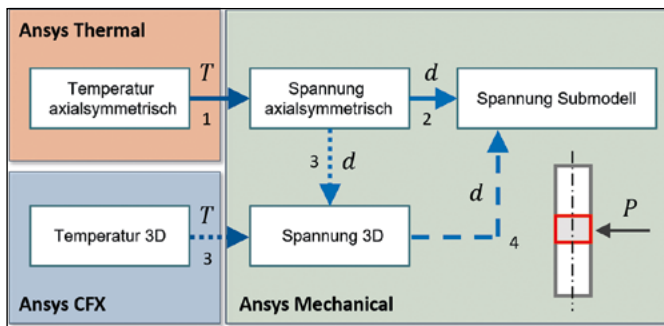 Ansys Thermal
Temperatur
axialsymmetrisch
T
1
Spannung
axialsymmetrisch
d
2
Spannung Submodell
3
d
Temperatur 3D
T
3
Spannung 3D
d
4
P
Ansys CFX
Ansys Mechanical